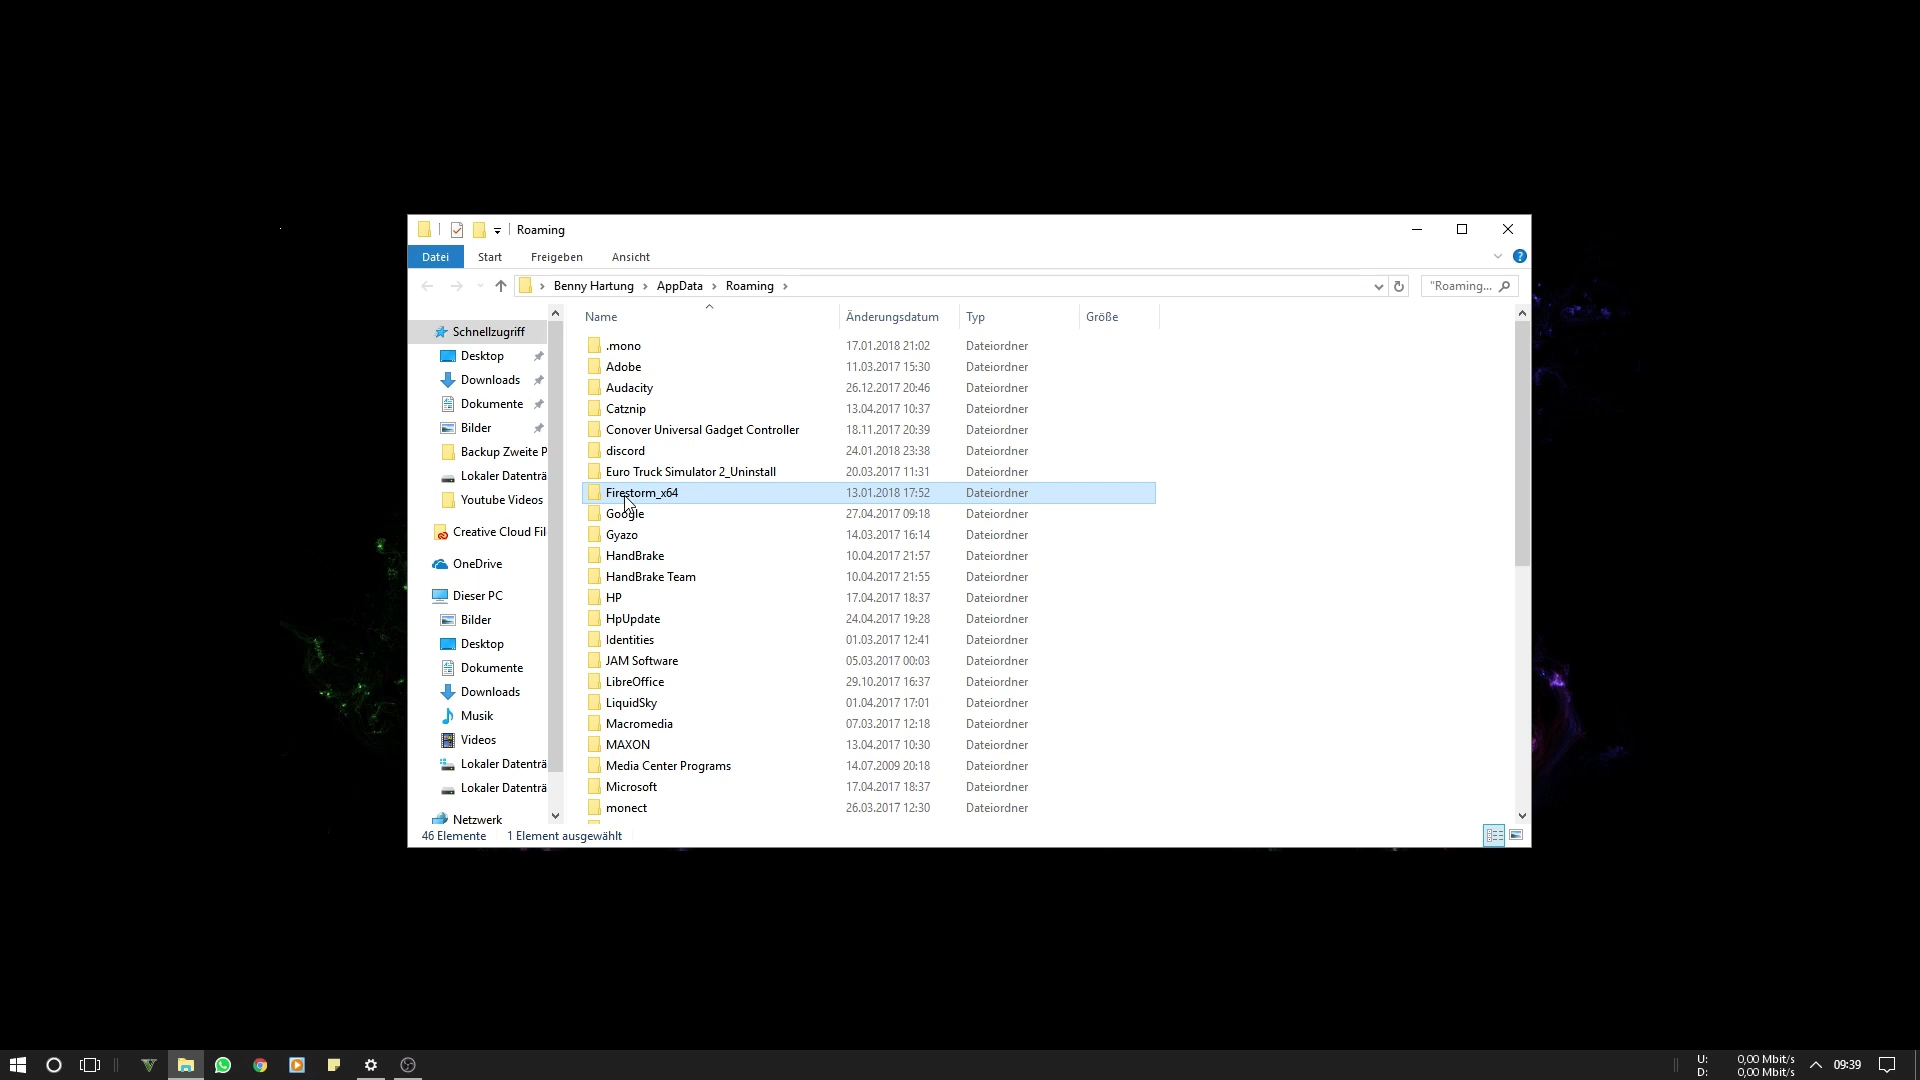 Roaming
Datei Start Freigeben Ansicht
Benny Hartung AppData Roaming "Roaming...
Name Änderungsdatum Typ Größe
Schnellzugriff
Desktop
Downloads
Dokumente
Bilder
Backup Zweite P
Lokaler Datenträ
Youtube Videos
Creative Cloud Fil
OneDrive
Dieser PC
Bilder
Desktop
Dokumente
Downloads
Musik
Videos
Lokaler Datenträ
Lokaler Datenträ
Netzwerk
.mono 17.01.2018 21:02 Dateiordner
Adobe 11.03.2017 15:30 Dateiordner
Audacity 26.12.2017 20:46 Dateiordner
Catznip 13.04.2017 10:37 Dateiordner
Conover Universal Gadget Controller 18.11.2017 20:39 Dateiordner
discord 24.01.2018 23:38 Dateiordner
Euro Truck Simulator 2_Uninstall 20.03.2017 11:31 Dateiordner
Firestorm_x64 13.01.2018 17:52 Dateiordner
Google 27.04.2017 09:18 Dateiordner
Gyazo 14.03.2017 16:14 Dateiordner
HandBrake 10.04.2017 21:57 Dateiordner
HandBrake Team 10.04.2017 21:55 Dateiordner
HP 17.04.2017 18:37 Dateiordner
HpUpdate 24.04.2017 19:28 Dateiordner
Identities 01.03.2017 12:41 Dateiordner
JAM Software 05.03.2017 00:03 Dateiordner
LibreOffice 29.10.2017 16:37 Dateiordner
LiquidSky 01.04.2017 17:01 Dateiordner
Macromedia 07.03.2017 12:18 Dateiordner
MAXON 13.04.2017 10:30 Dateiordner
Media Center Programs 14.07.2009 20:18 Dateiordner
Microsoft 17.04.2017 18:37 Dateiordner
monect 26.03.2017 12:30 Dateiordner
46 Elemente 1 Element ausgewählt
U: 0,00 Mbit/s
D: 0,00 Mbit/s
09:39